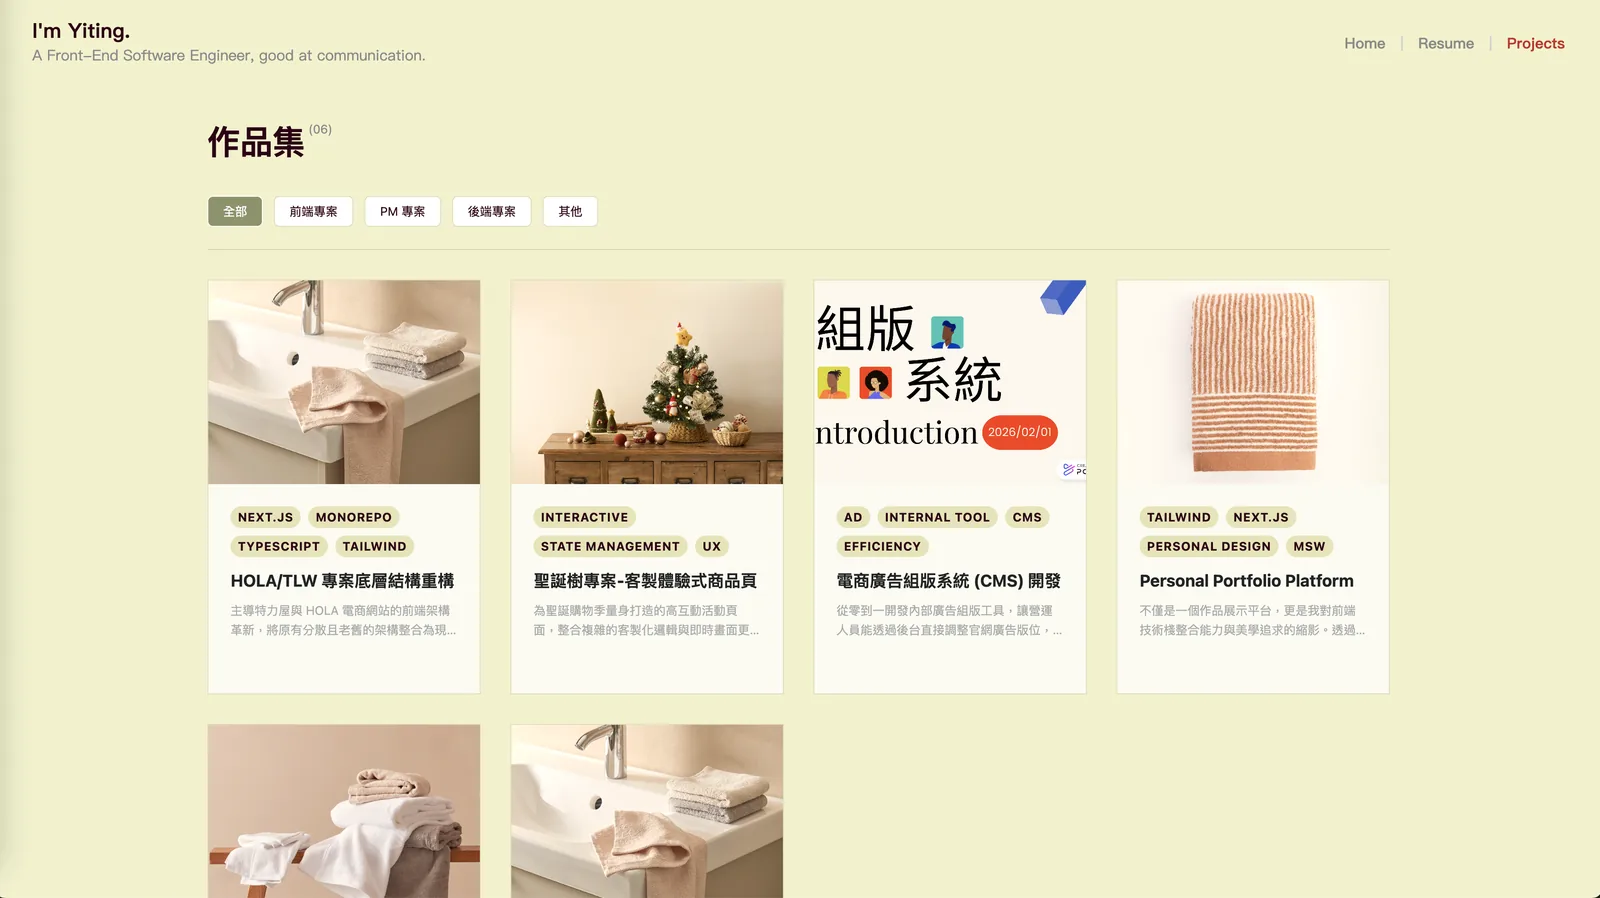 I'm Yiting.
A Front-End Software Engineer, good at communication.
Home | Resume | Projects
作品集 (06)
全部
前端專案
PM 專案
後端專案
其他
組版
系統
ntroduction 2026/02/01
NEXT.JS MONOREPO
TYPESCRIPT TAILWIND
HOLA/TLW 專案底層結構重構
主導特力屋與 HOLA 電商網站的前端架構
革新，將原有分散且老舊的架構整合為現...
INTERACTIVE
STATE MANAGEMENT UX
聖誕樹專案-客製體驗式商品頁
為聖誕購物季量身打造的高互動活動頁
面，整合複雜的客製化邏輯與即時畫面更...
AD INTERNAL TOOL CMS
EFFICIENCY
電商廣告組版系統 (CMS) 開發
從零到一開發內部廣告組版工具，讓營運
人員能透過後台直接調整官網廣告版位，...
TAILWIND NEXT.JS
PERSONAL DESIGN MSW
Personal Portfolio Platform
不僅是一個作品展示平台，更是我對前端
技術棧整合能力與美學追求的縮影。透過...